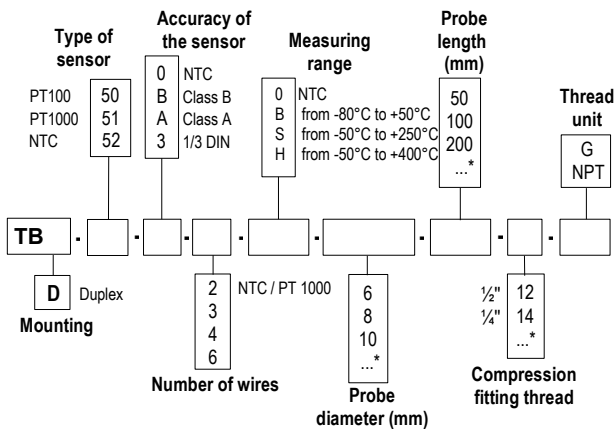 Type of
sensor
PT100 50
PT1000 51
NTC 52
Accuracy of
the sensor
0 NTC
B Class B
A Class A
3 1/3 DIN
Measuring
range
0 NTC
B from -80°C to +50°C
S from -50°C to +250°C
H from -50°C to +400°C
Probe
length
(mm)
50
100
200
...*
Thread
unit
G
NPT
TB . - - . - . - . - . - . -
D Duplex
Mounting
2 NTC / PT 1000
3
4
6
Number of wires
6
8
10
...*
Probe
diameter (mm)
½" 12
¼" 14
...*
Compression
fitting thread